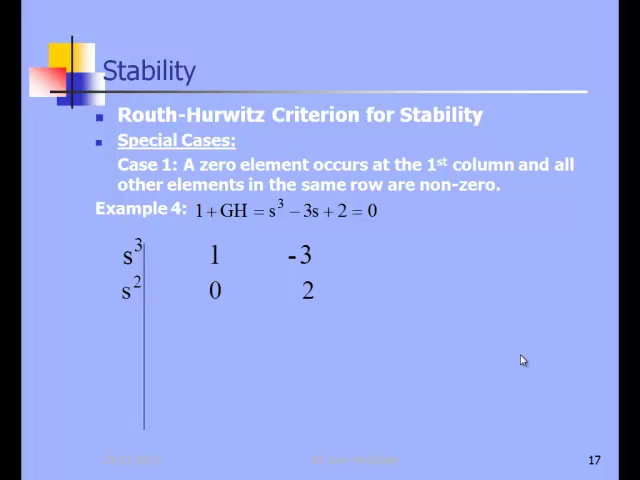 Stability
Routh-Hurwitz Criterion for Stability
Special Cases:
Case 1: A zero element occurs at the 1st column and all
other elements in the same row are non-zero.
Example 4: 1 + GH = s³ − 3s + 2 = 0
s³ 1 -3
s² 0 2
17